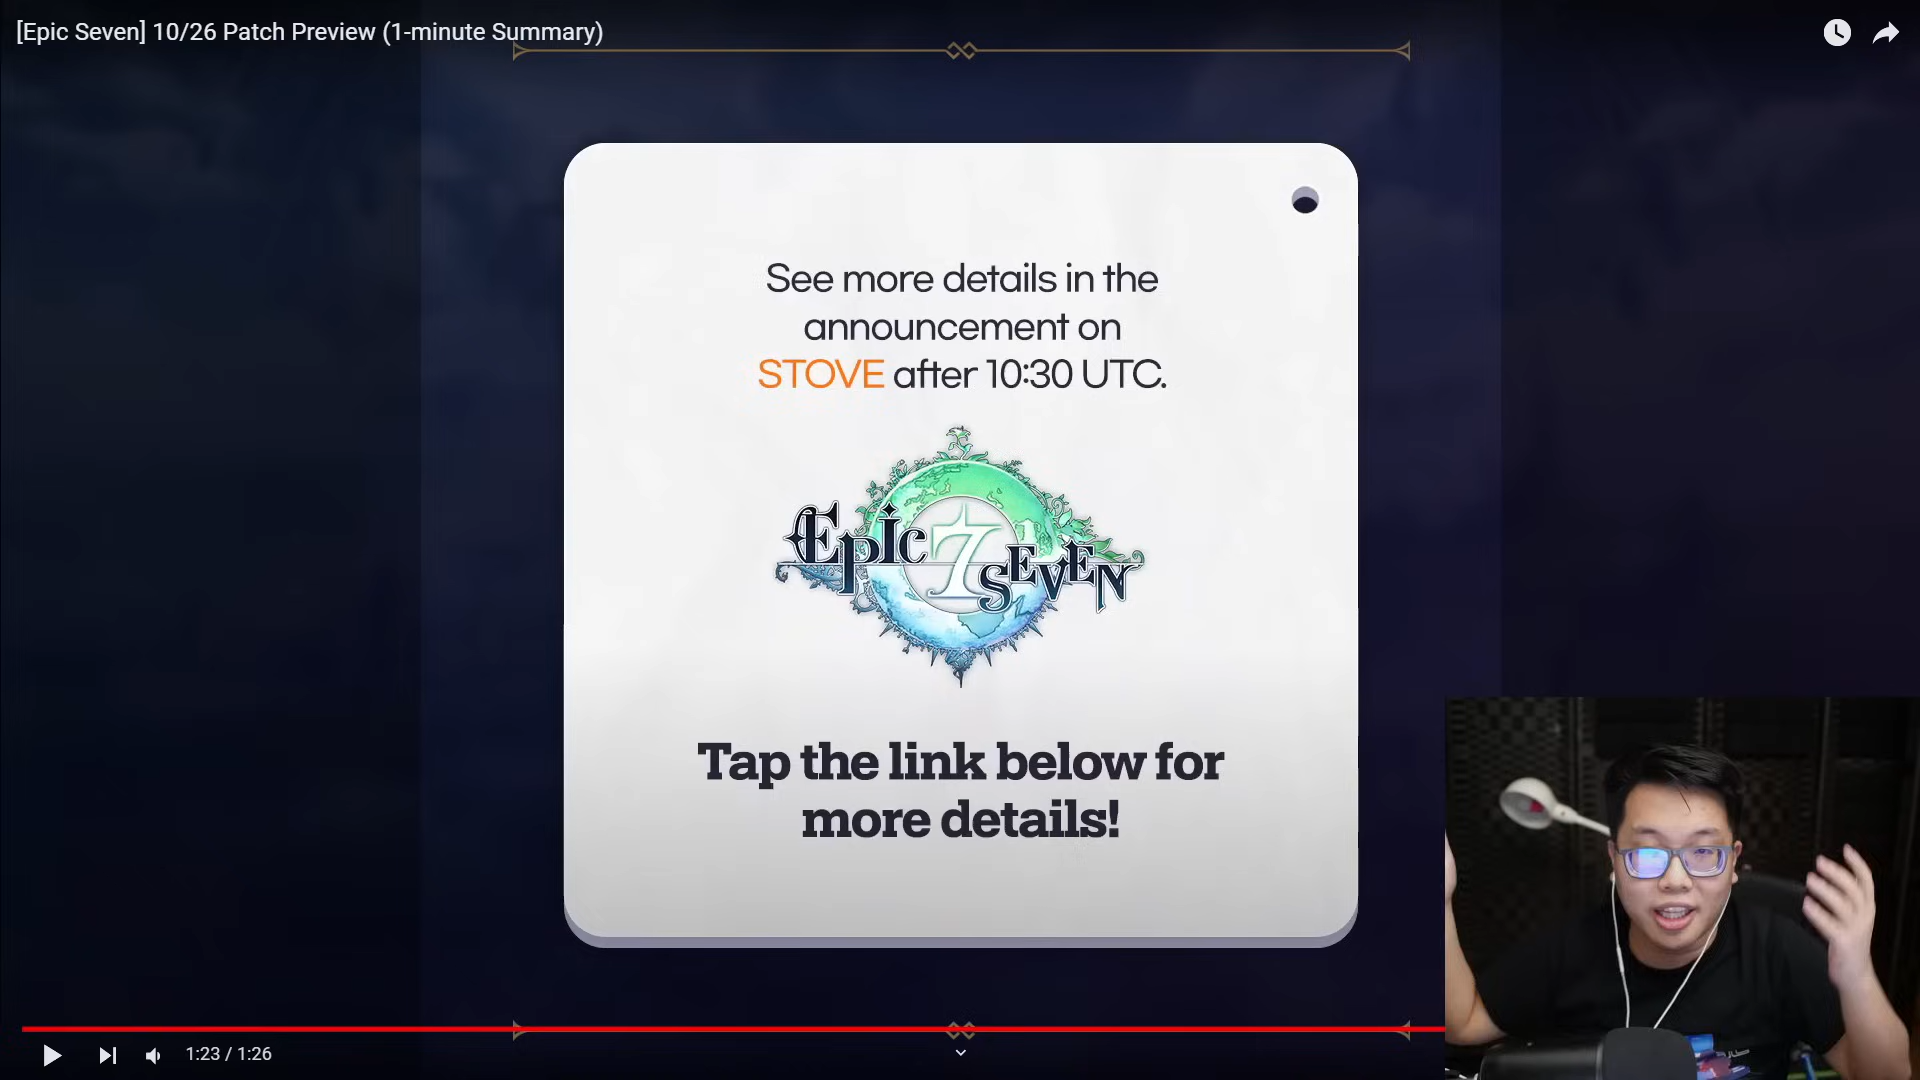 [Epic Seven] 10/26 Patch Preview (1-minute Summary)
See more details in the
announcement on
STOVE after 10:30 UTC.
EPIC 7 SEVEN
Tap the link below for
more details!
1:23 / 1:26